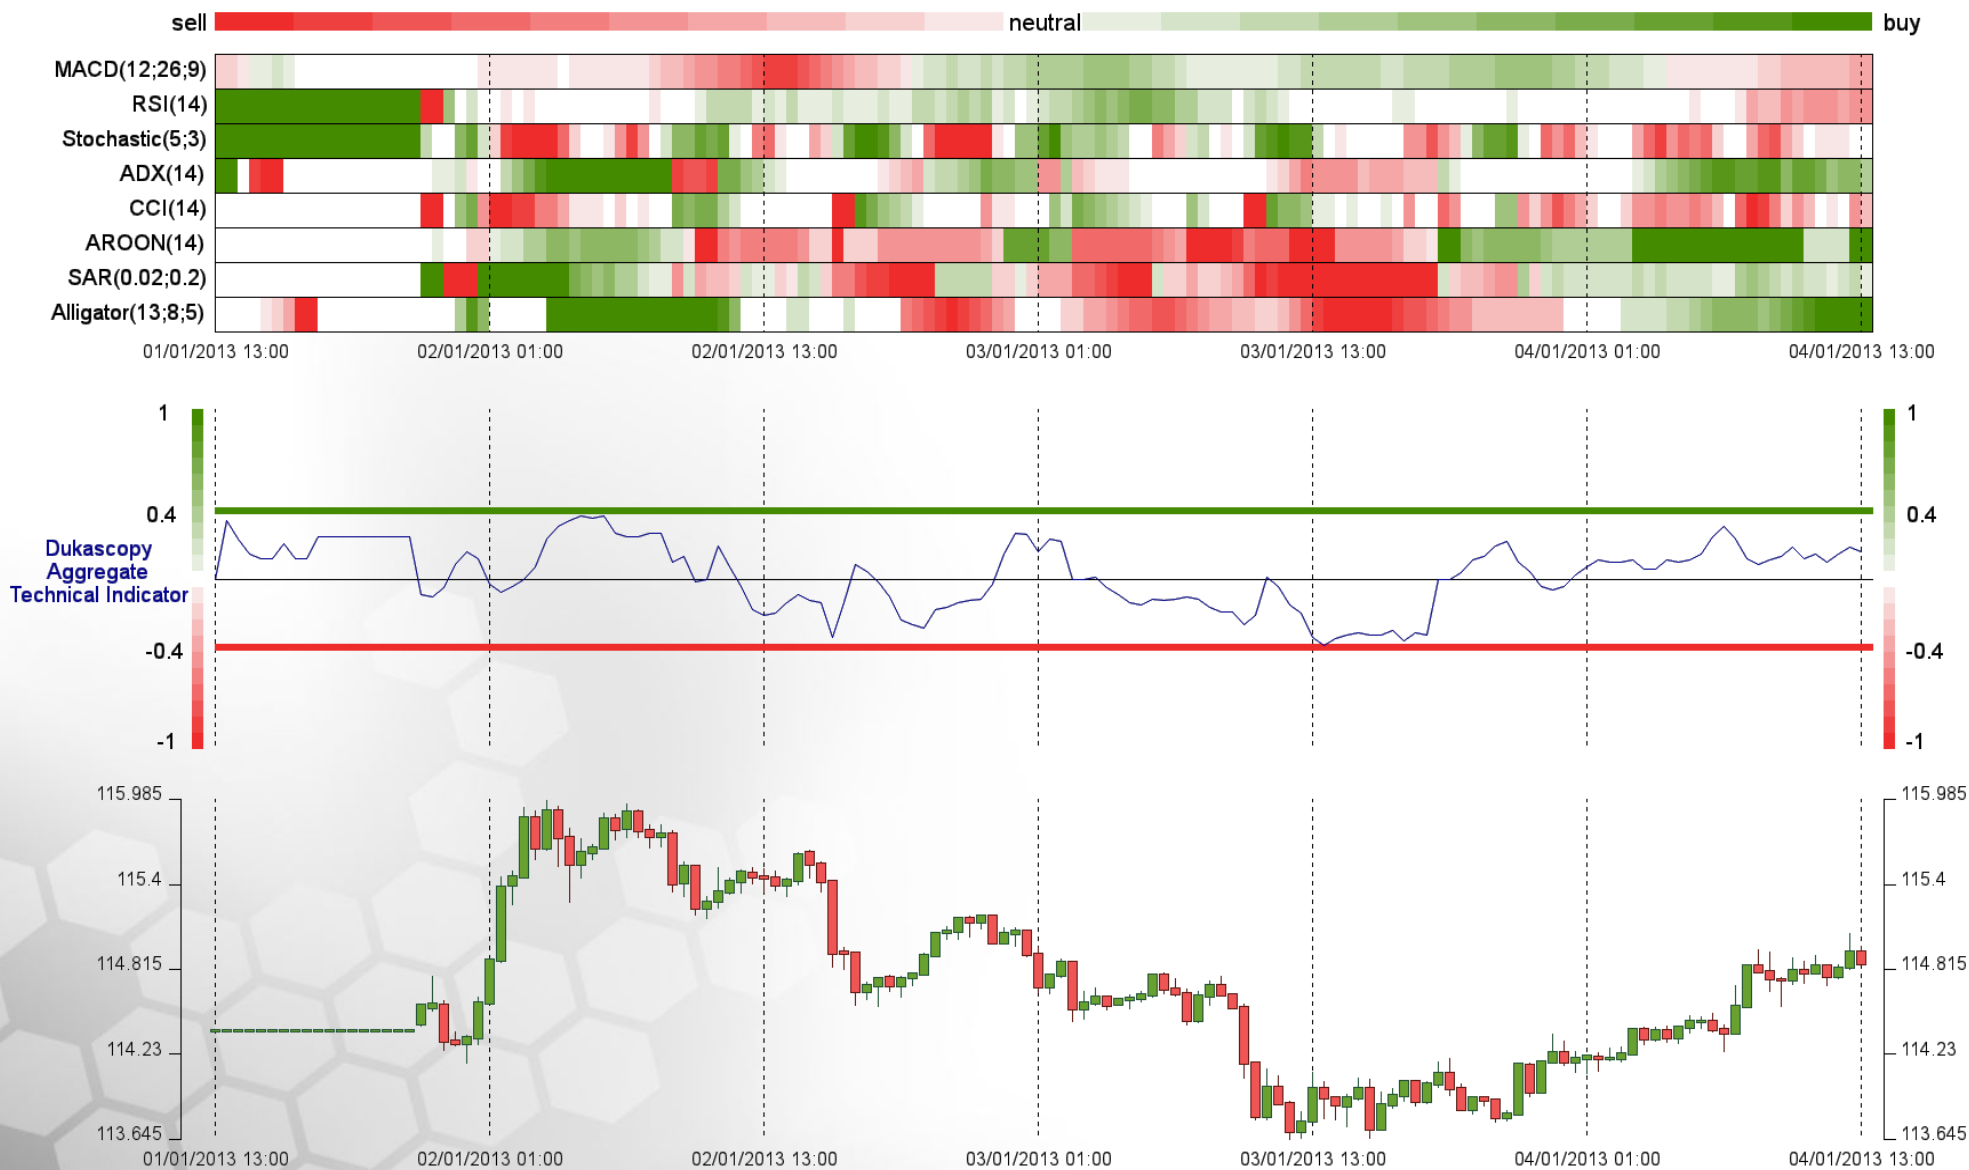 sell neutral buy
MACD(12;26;9)
RSI(14)
Stochastic(5;3)
ADX(14)
CCI(14)
AROON(14)
SAR(0.02;0.2)
Alligator(13;8;5)
01/01/2013 13:00 02/01/2013 01:00 02/01/2013 13:00 03/01/2013 01:00 03/01/2013 13:00 04/01/2013 01:00 04/01/2013 13:00
1 1
0.4 0.4
Dukascopy
Aggregate
Technical Indicator
-0.4 -0.4
-1 -1
115.985 115.985
115.4 115.4
114.815 114.815
114.23 114.23
113.645 113.645
01/01/2013 13:00 02/01/2013 01:00 02/01/2013 13:00 03/01/2013 01:00 03/01/2013 13:00 04/01/2013 01:00 04/01/2013 13:00